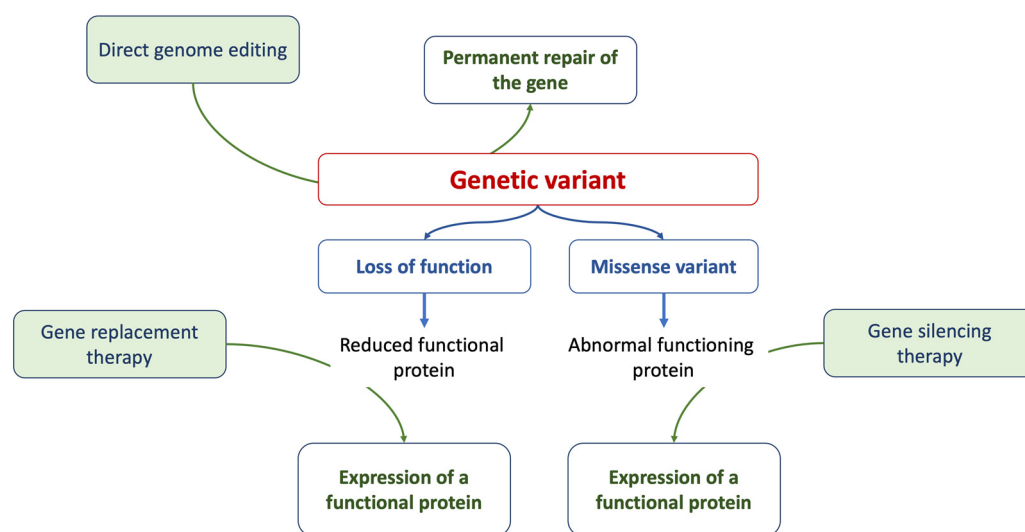 Direct genome editing
Permanent repair of
the gene
Genetic variant
Loss of function
Missense variant
Gene replacement
therapy
Reduced functional
protein
Abnormal functioning
protein
Gene silencing
therapy
Expression of a
functional protein
Expression of a
functional protein